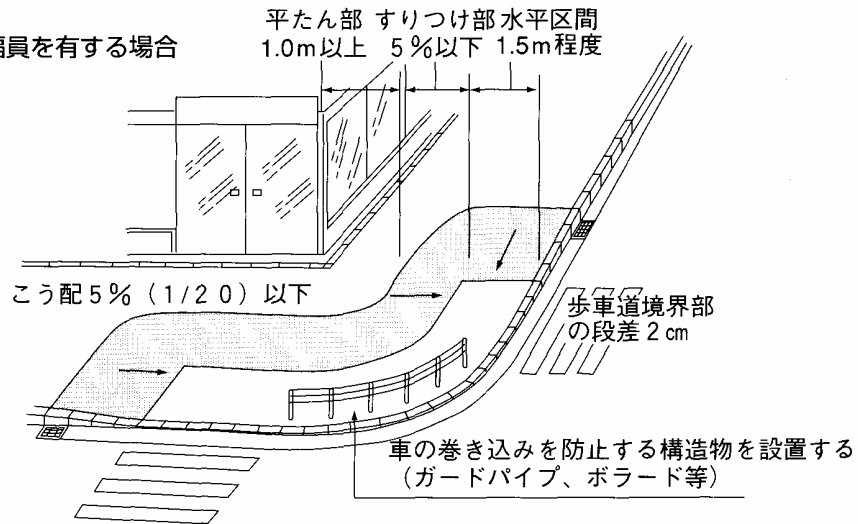 幅員を有する場合
平たん部 すりつけ部 水平区間
1.0m以上 5%以下 1.5m程度
こう配5%(1/20)以下
歩車道境界部
の段差2cm
車の巻き込みを防止する構造物を設置する
(ガードパイプ、ボラード等)